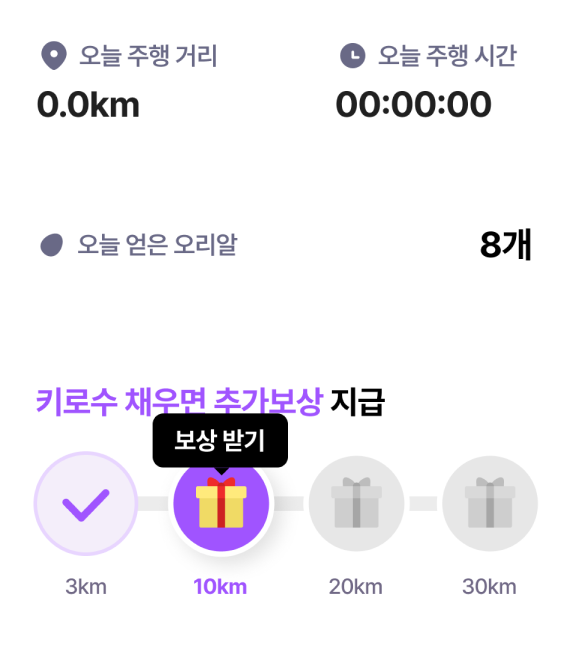 오늘 주행 거리
오늘 주행 시간
0.0km
00:00:00
오늘 얻은 오리알
8개
키로수 채우면 추가보상 지급
보상 받기
3km
10km
20km
30km